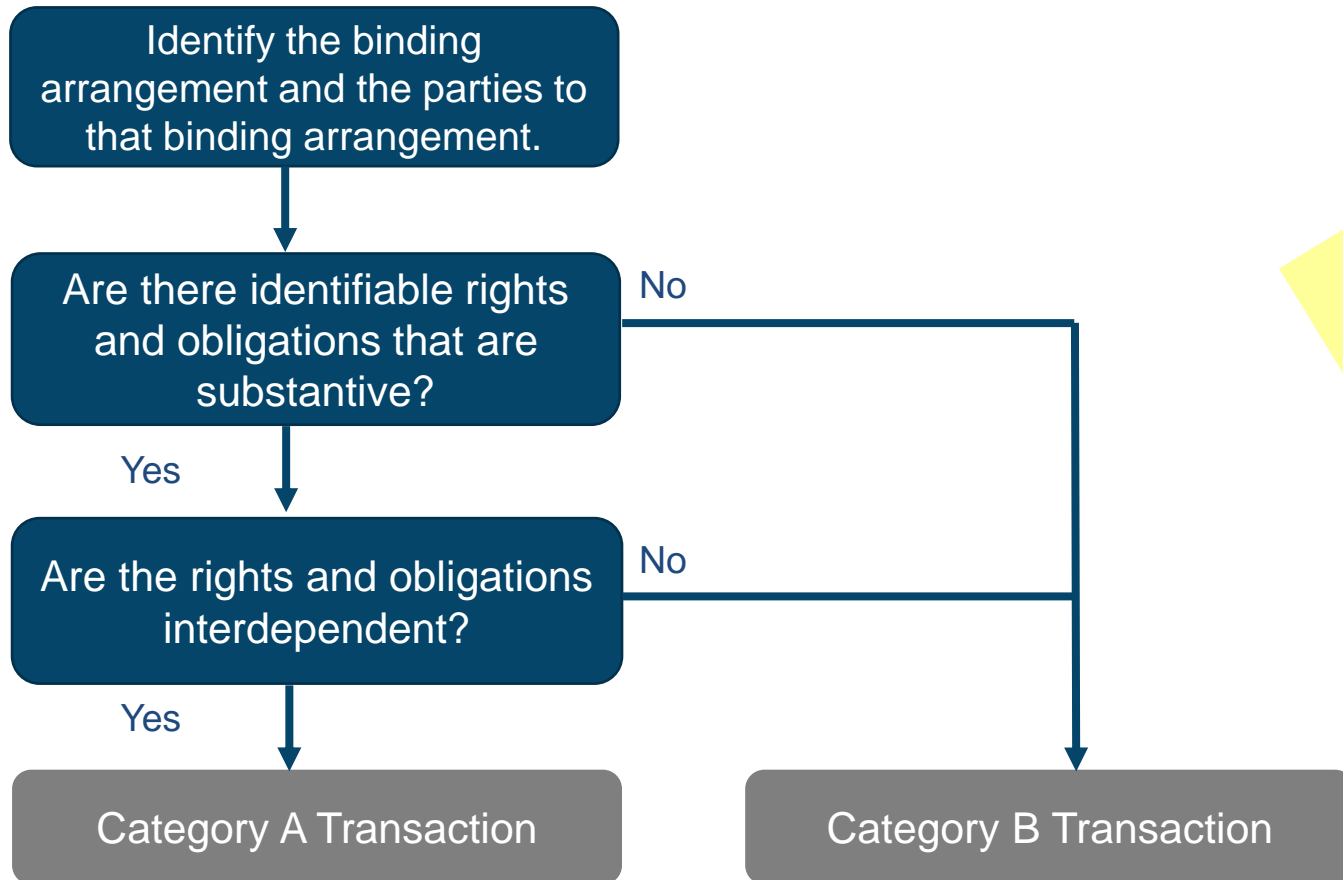 Identify the binding
arrangement and the parties to
that binding arrangement.
Are there identifiable rights
and obligations that are
substantive?
No
Yes
Are the rights and obligations
interdependent?
No
Yes
Category A Transaction
Category B Transaction